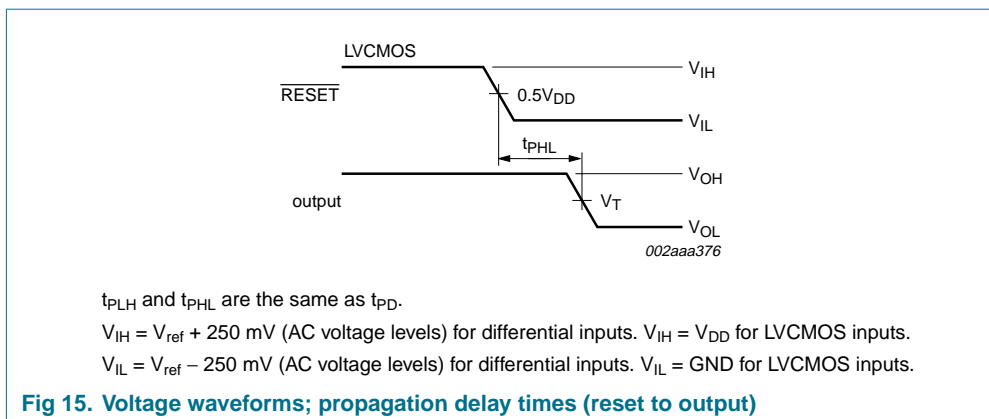 LVCMOS
V_IH
RESET
0.5V_DD
V_IL
t_PHL
V_OH
output
V_T
V_OL
002aaa376
t_PLH and t_PHL are the same as t_PD.
V_IH = V_ref + 250 mV (AC voltage levels) for differential inputs. V_IH = V_DD for LVCMOS inputs.
V_IL = V_ref − 250 mV (AC voltage levels) for differential inputs. V_IL = GND for LVCMOS inputs.
Fig 15. Voltage waveforms; propagation delay times (reset to output)